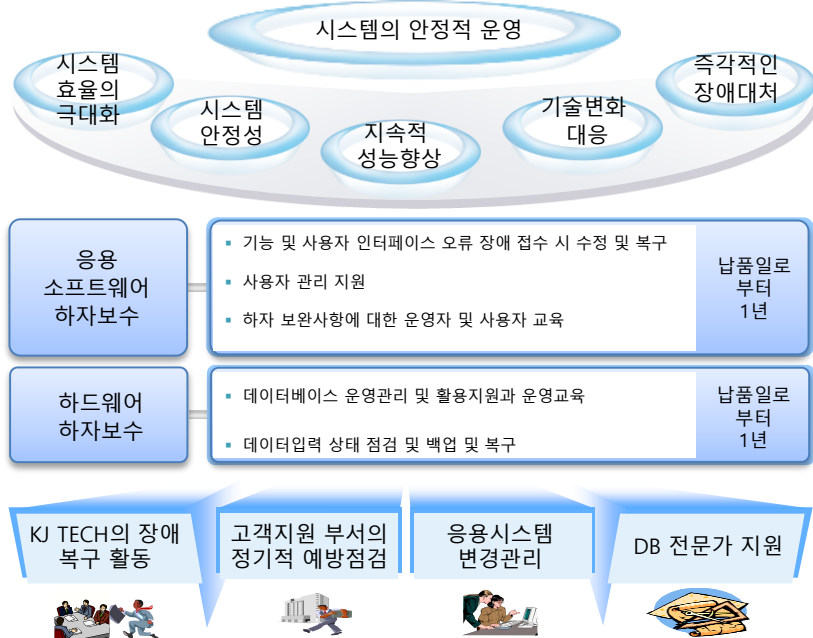 시스템의 안정적 운영
시스템
효율의
극대화
시스템
안정성
지속적
성능향상
기술변화
대응
즉각적인
장애대처
응용
소프트웨어
하자보수
▪ 기능 및 사용자 인터페이스 오류 장애 접수 시 수정 및 복구
▪ 사용자 관리 지원
▪ 하자 보완사항에 대한 운영자 및 사용자 교육
납품일로
부터
1년
하드웨어
하자보수
▪ 데이터베이스 운영관리 및 활용지원과 운영교육
▪ 데이터입력 상태 점검 및 백업 및 복구
납품일로
부터
1년
KJ TECH의 장애
복구 활동
고객지원 부서의
정기적 예방점검
응용시스템
변경관리
DB 전문가 지원